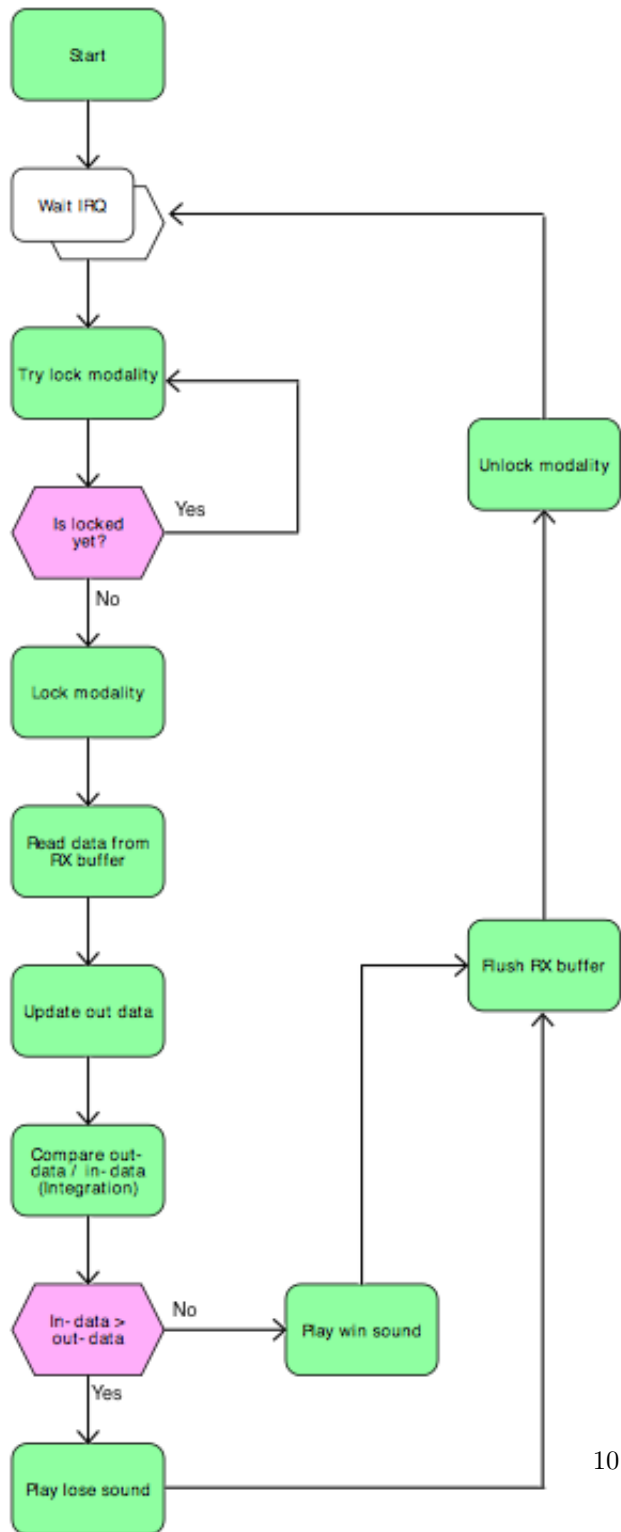 Start
Wait IRQ
Try lock modality
Is locked
yet?
Yes
No
Lock modality
Unlock modality
Read data from
RX buffer
Flush RX buffer
Update out data
Compare out-
data / in-data
(Integration)
In-data >
out-data
No
Play win sound
Yes
Play lose sound
10